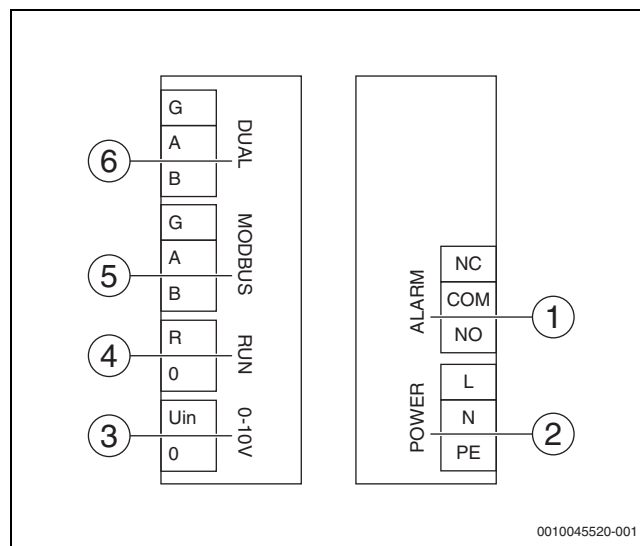 G
A
B
DUAL
6
G
A
B
MODBUS
5
R
0
RUN
4
Uin
0
0-10V
3
NC
COM
NO
ALARM
1
L
N
PE
POWER
2
0010045520-001